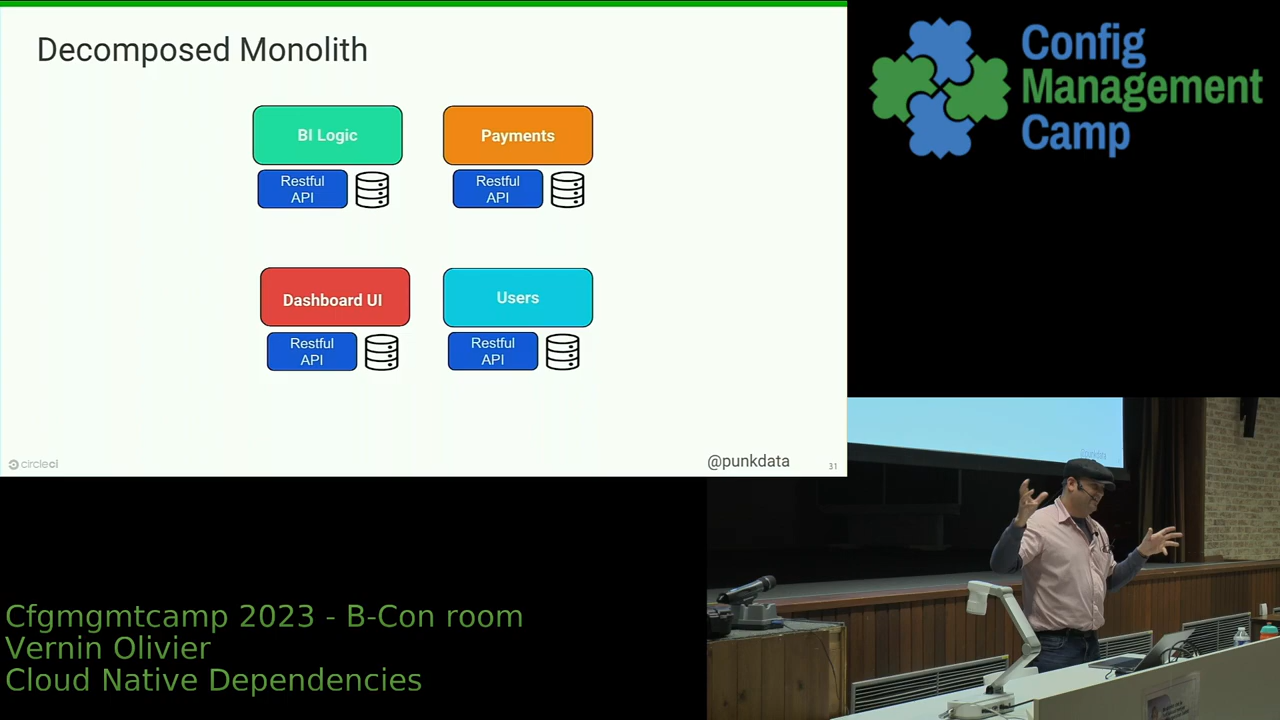 Decomposed Monolith
BI Logic
Payments
Restful
API
Restful
API
Dashboard UI
Users
Restful
API
Restful
API
circleci
@punkdata
31
Config
Management
Camp
@punkdata
Cfgmgmtcamp 2023 - B-Con room
Vernin Olivier
Cloud Native Dependencies